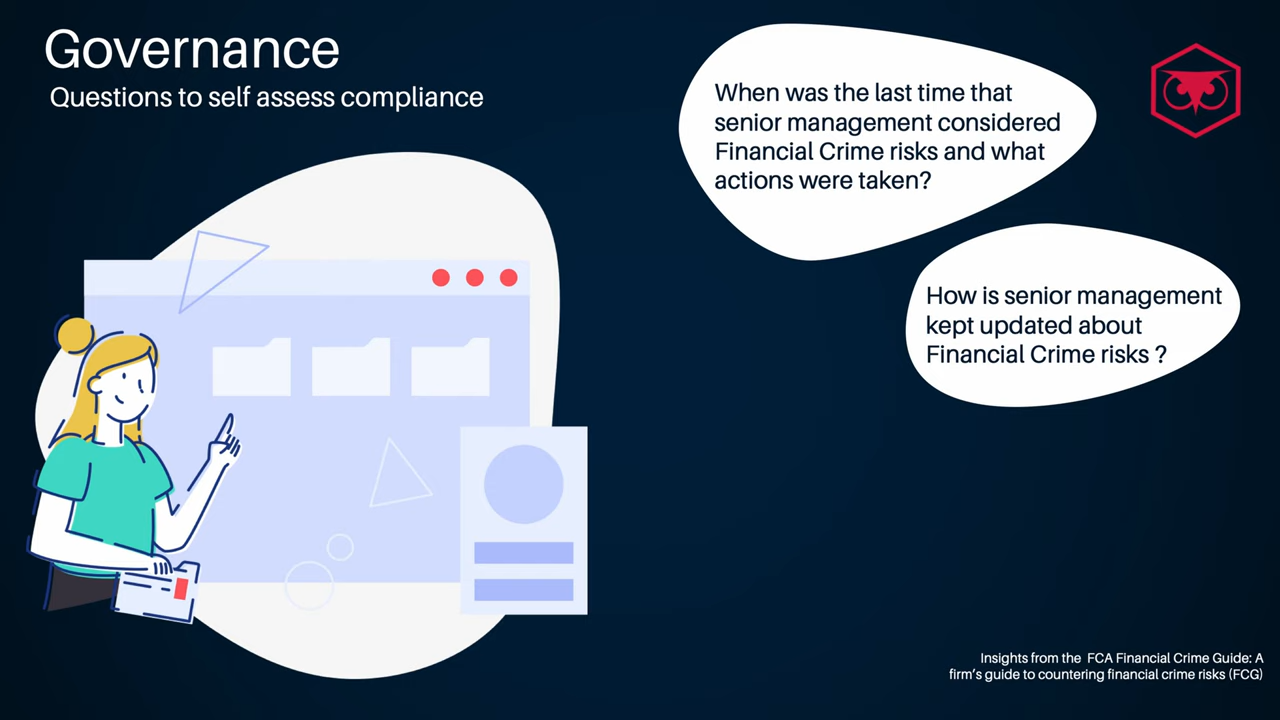 Governance
Questions to self assess compliance
When was the last time that
senior management considered
Financial Crime risks and what
actions were taken?
How is senior management
kept updated about
Financial Crime risks ?
Insights from the FCA Financial Crime Guide: A
firm's guide to countering financial crime risks (FCG)